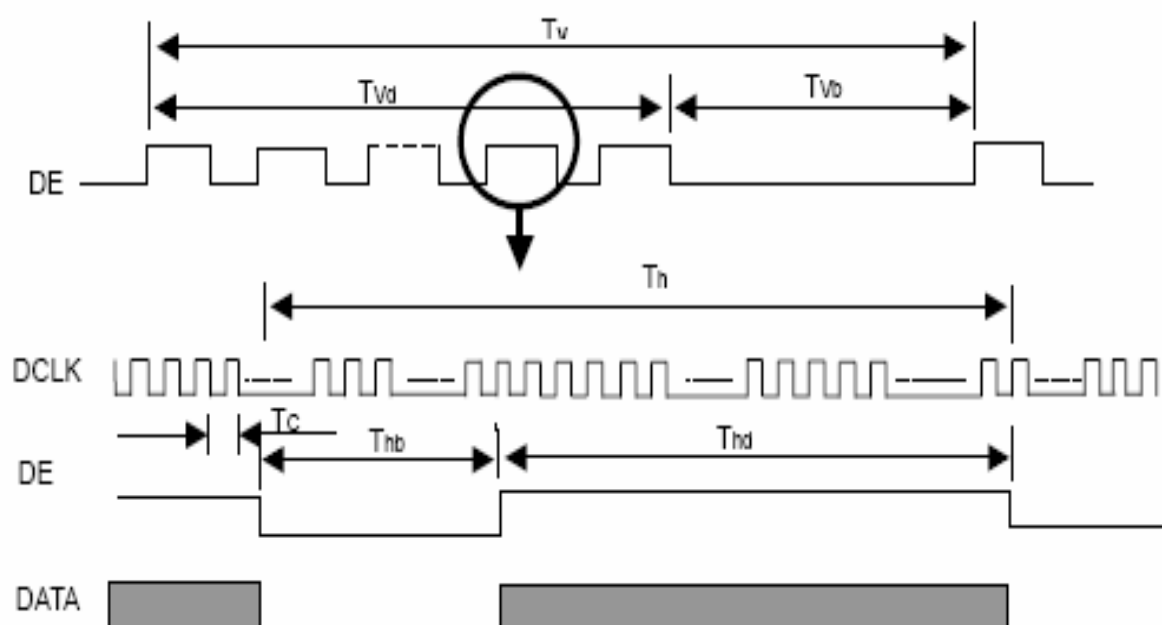 Tv
TVd
TVb
DE
Th
DCLK
TC
Thb
Thd
DE
DATA